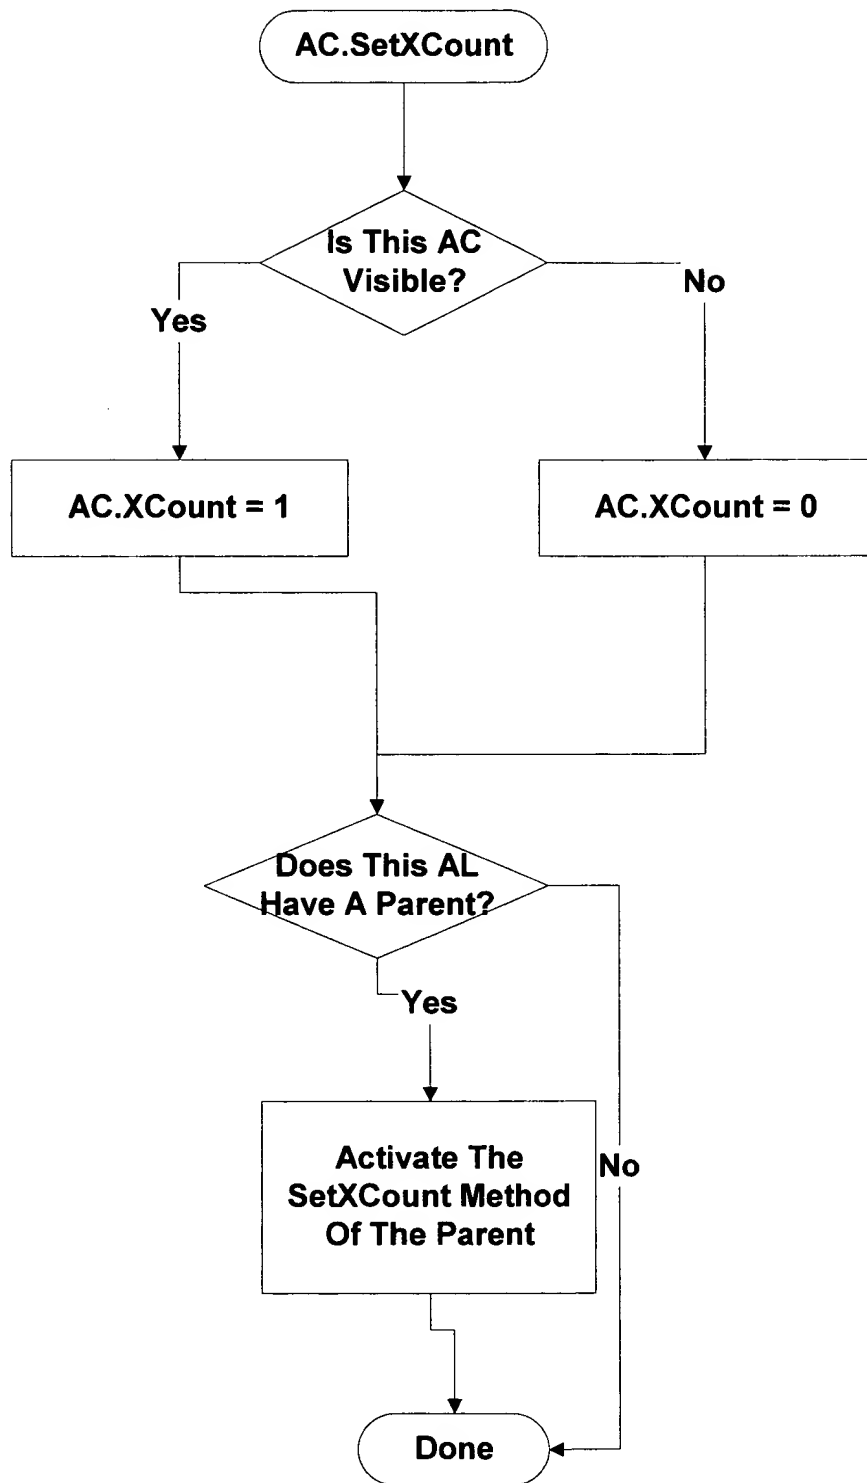 AC.SetXCount
Is This AC
Visible?
Yes
No
AC.XCount = 1
AC.XCount = 0
Does This AL
Have A Parent?
Yes
Activate The
SetXCount Method
Of The Parent
No
Done